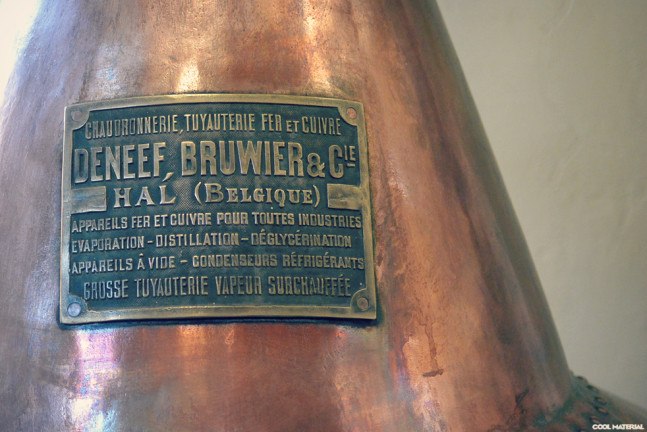 CHAUDRONNERIE, TUYAUTERIE FER ET CUIVRE
DENEEF, BRUWIER & CIE
HAL (BELGIQUE)
APPAREILS FER ET CUIVRE POUR TOUTES INDUSTRIES
EVAPORATION - DISTILLATION - DÉGLYCÉRINATION
APPAREILS À VIDE - CONDENSEURS RÉFRIGÉRANTS
GROSSE TUYAUTERIE VAPEUR SURCHAUFFÉE
COOL MATERIAL